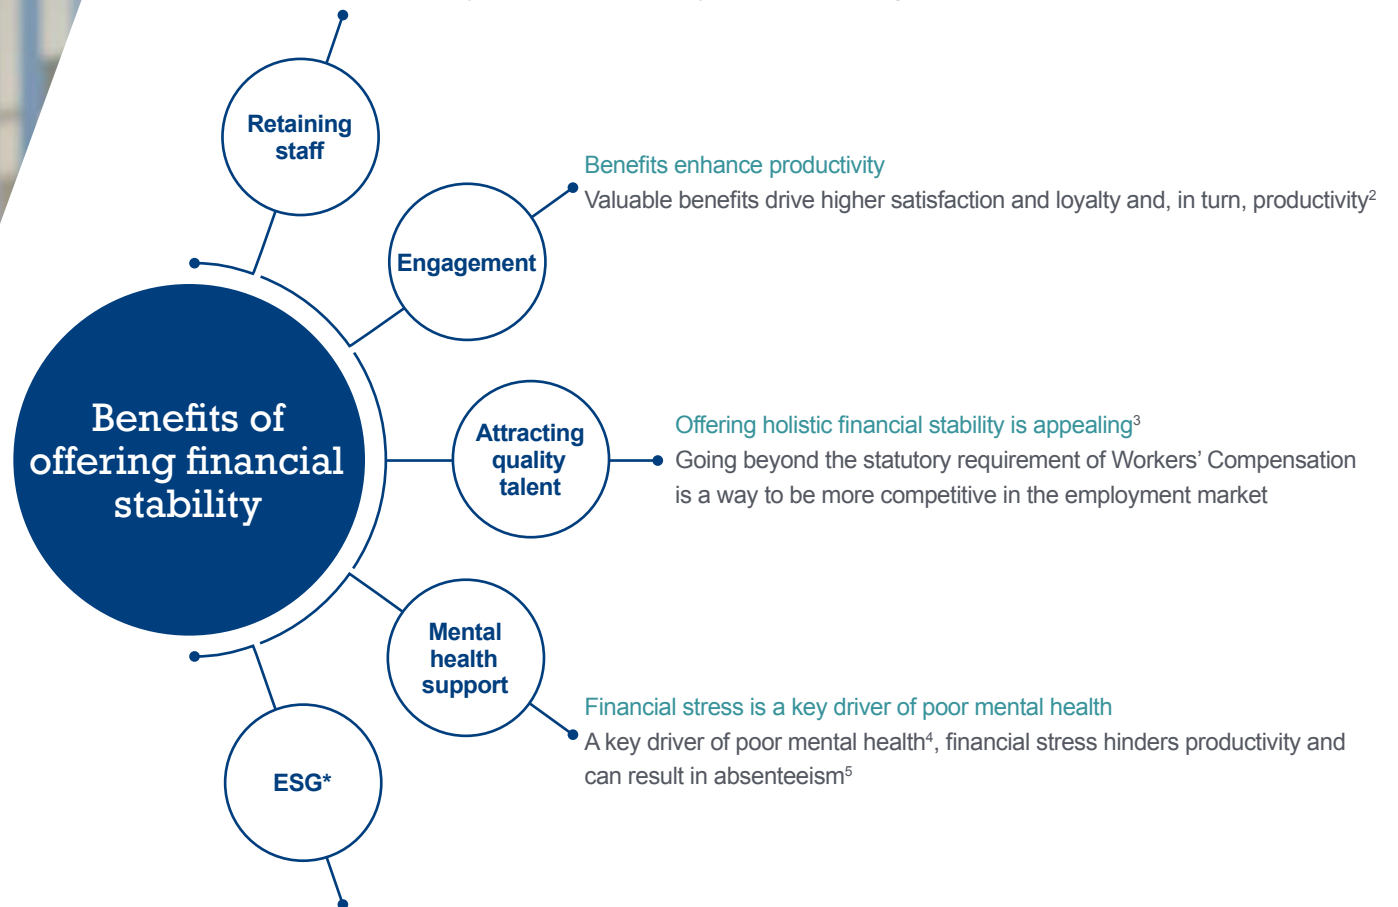 Retaining
staff
Benefits enhance productivity
Valuable benefits drive higher satisfaction and loyalty and, in turn, productivity²
Engagement
Benefits of
offering financial
stability
Attracting
quality
talent
Offering holistic financial stability is appealing³
Going beyond the statutory requirement of Workers’ Compensation
is a way to be more competitive in the employment market
Mental
health
support
Financial stress is a key driver of poor mental health
A key driver of poor mental health⁴, financial stress hinders productivity and
can result in absenteeism⁵
ESG*